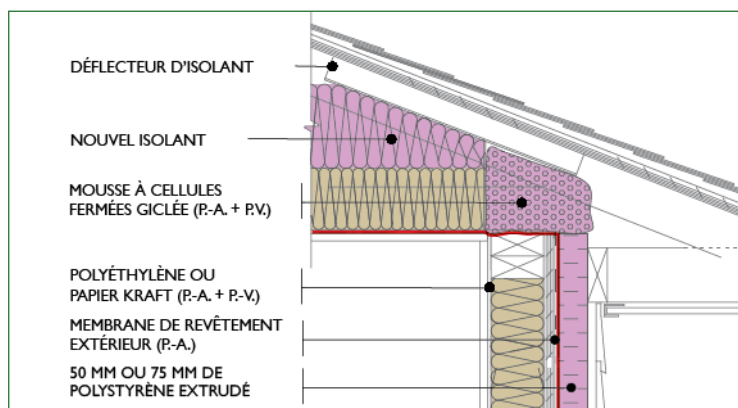 DÉFLECTEUR D'ISOLANT
NOUVEL ISOLANT
MOUSSE À CELLULES
FERMÉES GICLÉE (P.-A. + P.V.)
POLYÉTHYLÈNE OU
PAPIER KRAFT (P.-A. + P.-V.)
MEMBRANE DE REVÊTEMENT
EXTÉRIEUR (P.-A.)
50 MM OU 75 MM DE
POLYSTYRÈNE EXTRUDÉ